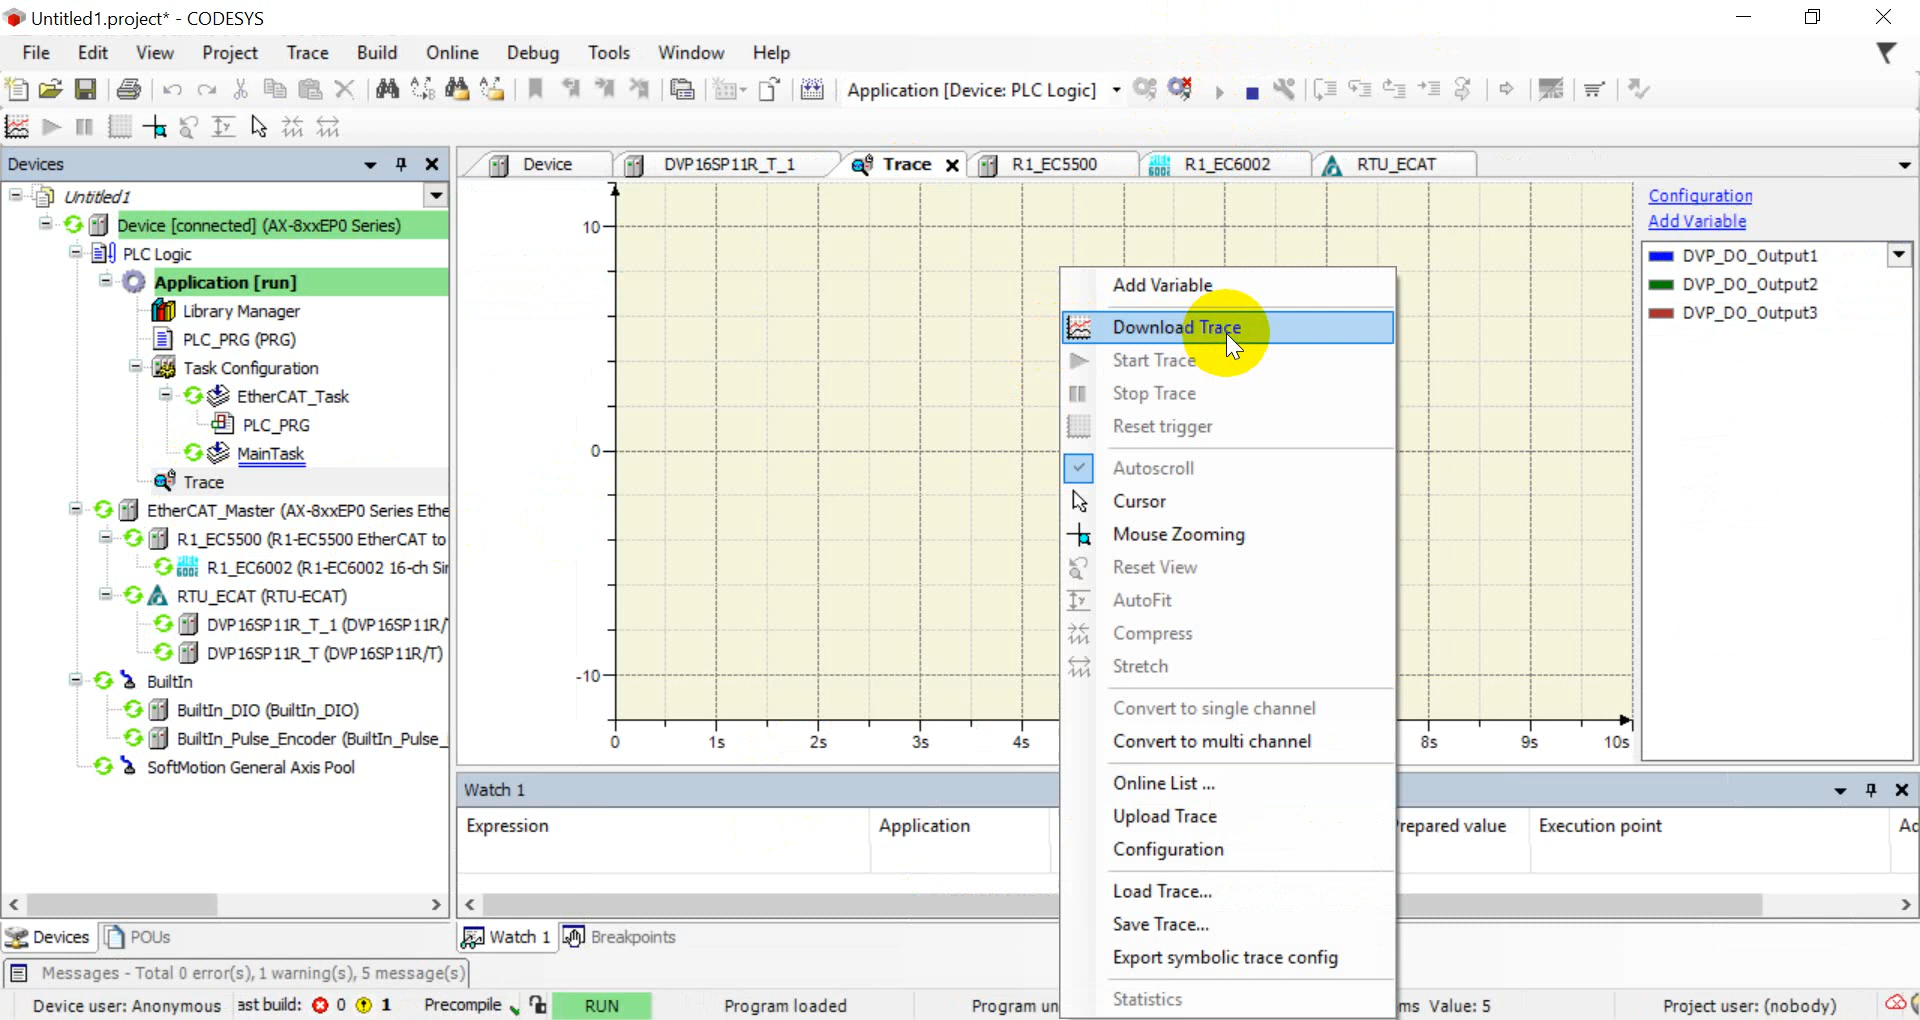 Untitled1.project* - CODESYS
File Edit View Project Trace Build Online Debug Tools Window Help
Application [Device: PLC Logic]
Devices
Untitled1
Device [connected] (AX-8xxEP0 Series)
PLC Logic
Application [run]
Library Manager
PLC_PRG (PRG)
Task Configuration
EtherCAT_Task
PLC_PRG
MainTask
Trace
EtherCAT_Master (AX-8xxEP0 Series Ethe
R1_EC5500 (R1-EC5500 EtherCAT to
R1_EC6002 (R1-EC6002 16-ch Sir
RTU_ECAT (RTU-ECAT)
DVP16SP11R_T_1 (DVP16SP11R/
DVP16SP11R_T (DVP16SP11R/T)
BuiltIn
BuiltIn_DIO (BuiltIn_DIO)
BuiltIn_Pulse_Encoder (BuiltIn_Pulse_
SoftMotion General Axis Pool
Devices POUs
Device DVP16SP11R_T_1 Trace R1_EC5500 R1_EC6002 RTU_ECAT
10
0
-10
0 1s 2s 3s 4s 8s 9s 10s
Configuration
Add Variable
DVP_DO_Output1
DVP_DO_Output2
DVP_DO_Output3
Add Variable
Download Trace
Start Trace
Stop Trace
Reset trigger
Autoscroll
Cursor
Mouse Zooming
Reset View
AutoFit
Compress
Stretch
Convert to single channel
Convert to multi channel
Online List ...
Upload Trace
Configuration
Load Trace...
Save Trace...
Export symbolic trace config
Statistics
Watch 1
Expression Application repared value Execution point Ad
Watch 1 Breakpoints
Messages - Total 0 error(s), 1 warning(s), 5 message(s)
Device user: Anonymous ast build: 0 1 Precompile RUN Program loaded Program un ms Value: 5 Project user: (nobody)